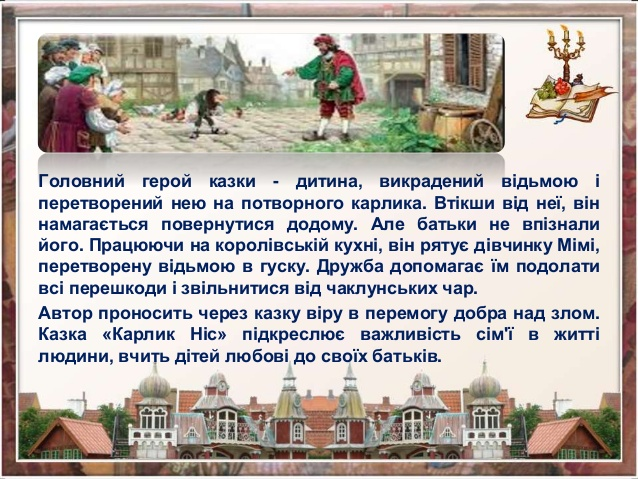 Головний герой казки - дитина, викрадений відьмою і
перетворений нею на потворного карлика. Втікши від неї, він
намагається повернутися додому. Але батьки не впізнали
його. Працюючи на королівській кухні, він рятує дівчинку Мімі,
перетворену відьмою в гуску. Дружба допомагає їм подолати
всі перешкоди і звільнитися від чаклунських чар.
Автор проносить через казку віру в перемогу добра над злом.
Казка «Карлик Ніс» підкреслює важливість сім'ї в житті
людини, вчить дітей любові до своїх батьків.